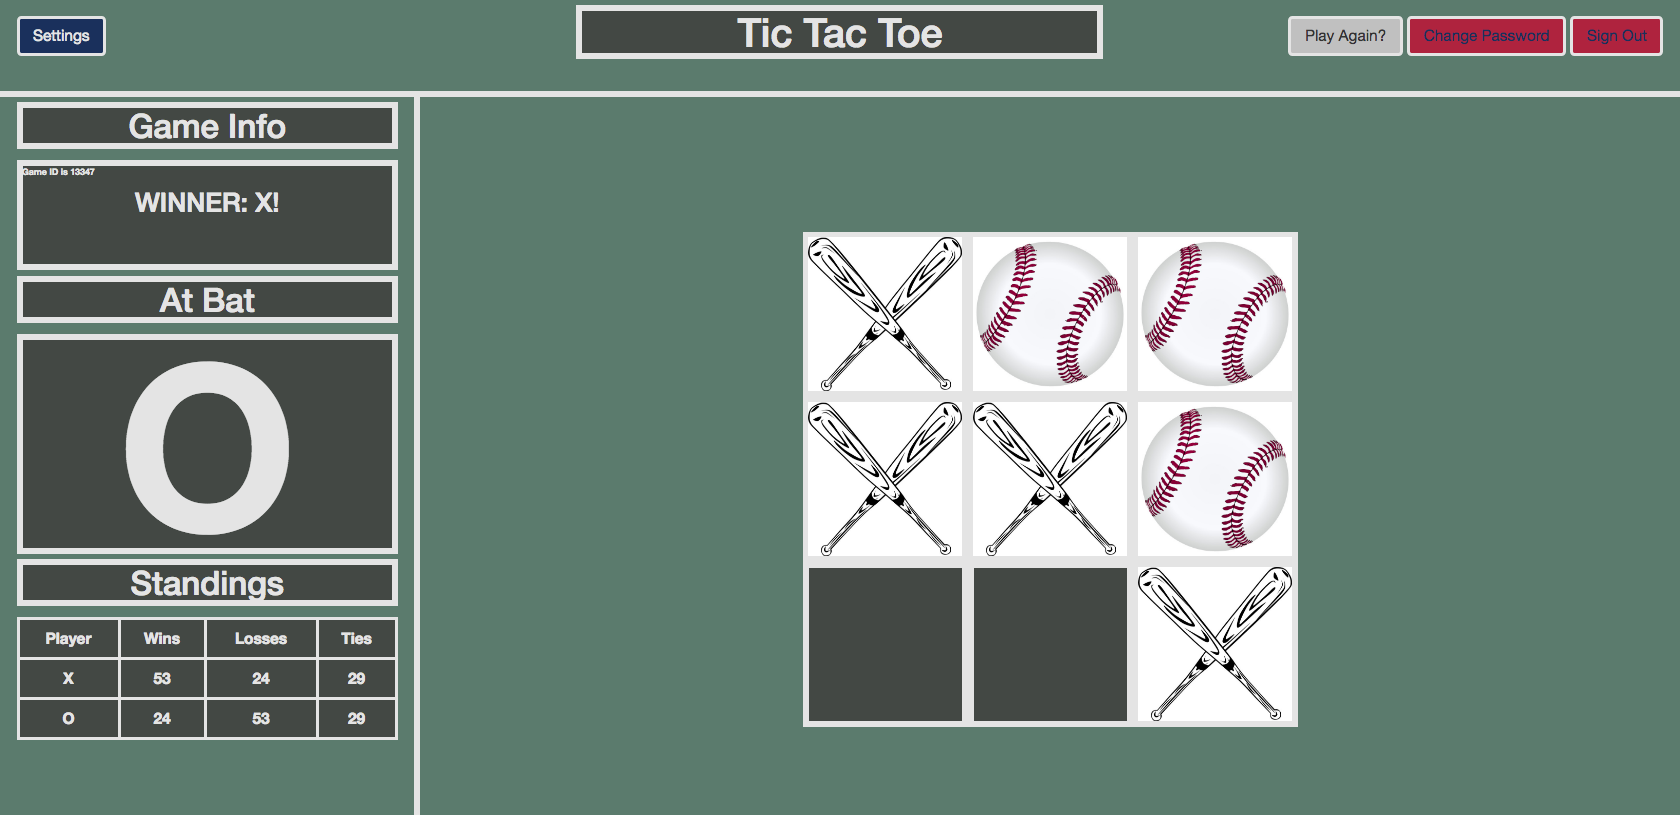 Settings
Tic Tac Toe
Play Again?
Change Password
Sign Out
Game Info
Game ID is 13347
WINNER: X!
At Bat
O
Standings
Player Wins Losses Ties
X 53 24 29
O 24 53 29